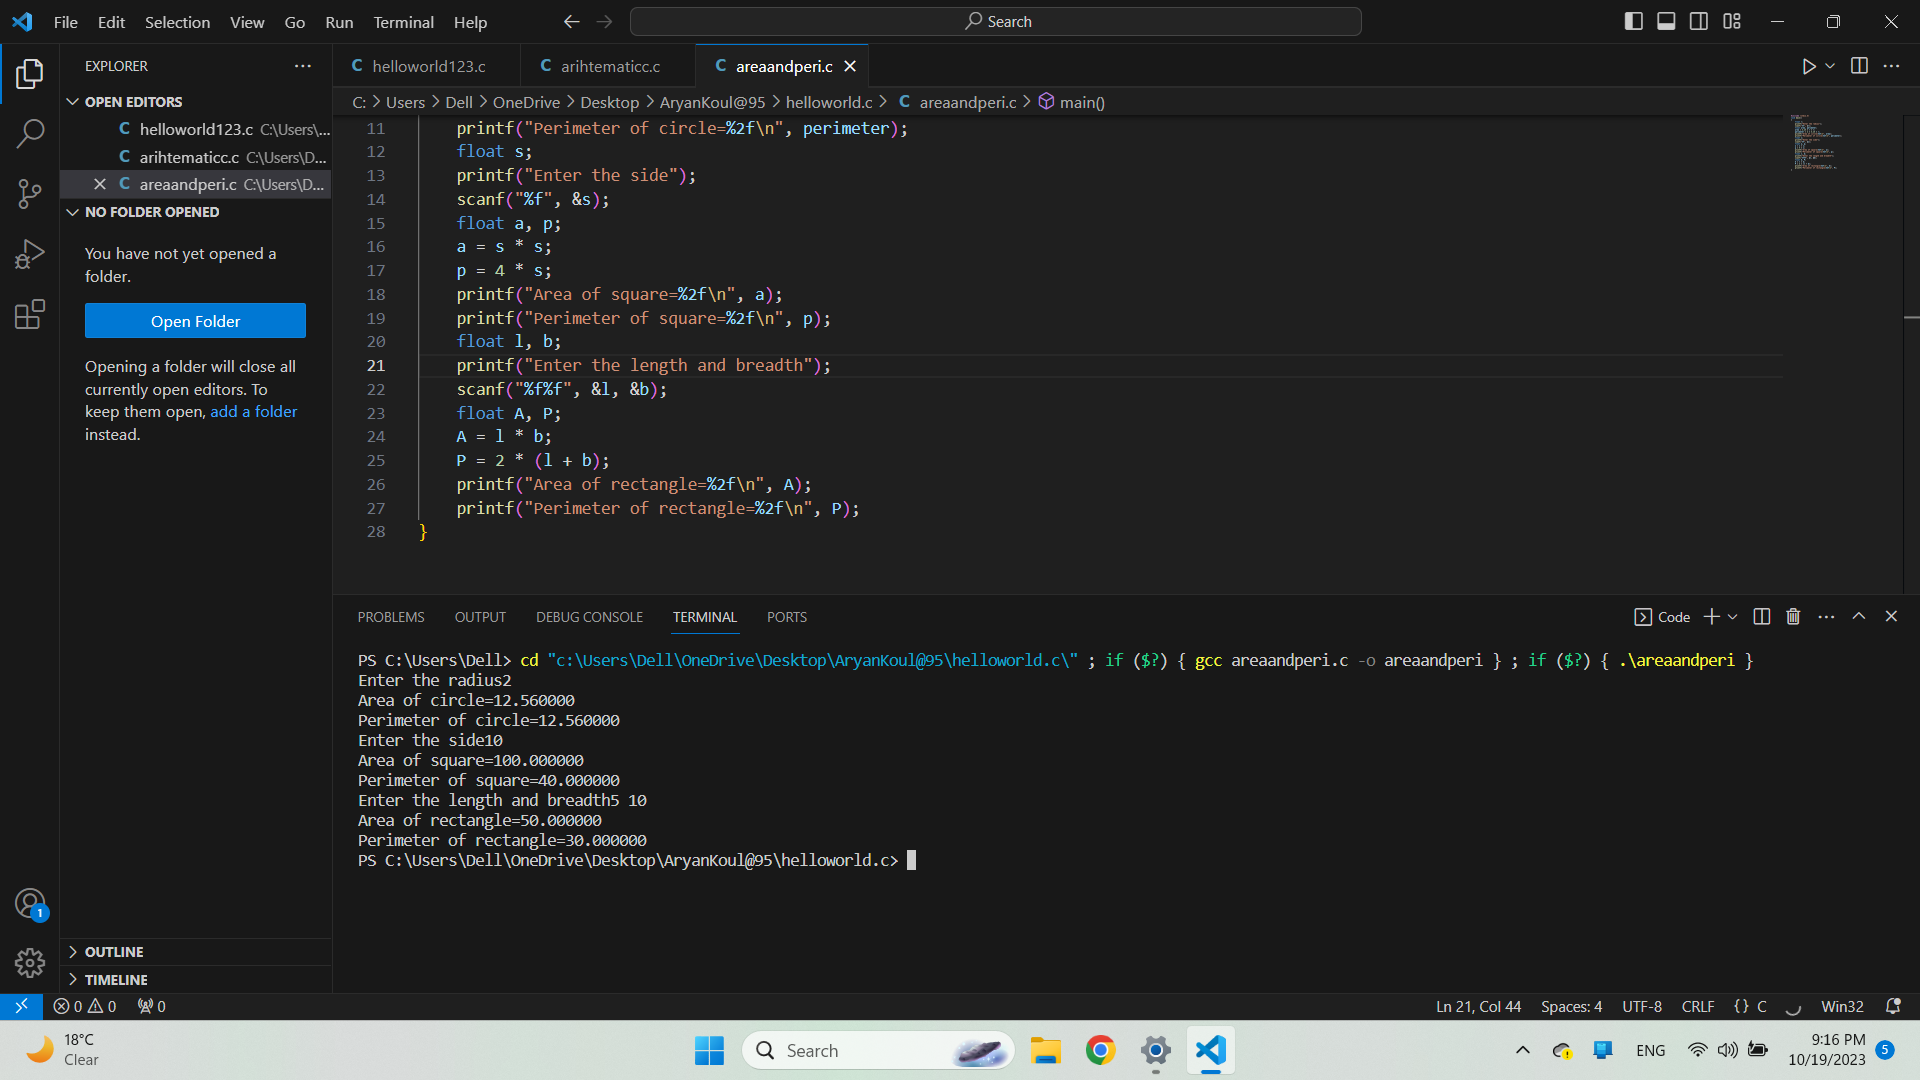 File Edit Selection View Go Run Terminal Help
Search
EXPLORER
OPEN EDITORS
C helloworld123.c C:\Users\...
C arihtematicc.c C:\Users\D...
C areaandperi.c C:\Users\D...
NO FOLDER OPENED
You have not yet opened a
folder.
Open Folder
Opening a folder will close all
currently open editors. To
keep them open, add a folder
instead.
OUTLINE
TIMELINE
C helloworld123.c C arihtematicc.c C areaandperi.c
C: > Users > Dell > OneDrive > Desktop > AryanKoul@95 > helloworld.c > C areaandperi.c > main()
11 printf("Perimeter of circle=%2f\n", perimeter);
12 float s;
13 printf("Enter the side");
14 scanf("%f", &s);
15 float a, p;
16 a = s * s;
17 p = 4 * s;
18 printf("Area of square=%2f\n", a);
19 printf("Perimeter of square=%2f\n", p);
20 float l, b;
21 printf("Enter the length and breadth");
22 scanf("%f%f", &l, &b);
23 float A, P;
24 A = l * b;
25 P = 2 * (l + b);
26 printf("Area of rectangle=%2f\n", A);
27 printf("Perimeter of rectangle=%2f\n", P);
28 }
PROBLEMS OUTPUT DEBUG CONSOLE TERMINAL PORTS
Code
PS C:\Users\Dell> cd "c:\Users\Dell\OneDrive\Desktop\AryanKoul@95\helloworld.c\" ; if ($?) { gcc areaandperi.c -o areaandperi } ; if ($?) { .\areaandperi }
Enter the radius2
Area of circle=12.560000
Perimeter of circle=12.560000
Enter the side10
Area of square=100.000000
Perimeter of square=40.000000
Enter the length and breadth5 10
Area of rectangle=50.000000
Perimeter of rectangle=30.000000
PS C:\Users\Dell\OneDrive\Desktop\AryanKoul@95\helloworld.c>
1
0 0 0
Ln 21, Col 44 Spaces: 4 UTF-8 CRLF {} C Win32
18°C
Clear
Search
ENG
9:16 PM
10/19/2023
5